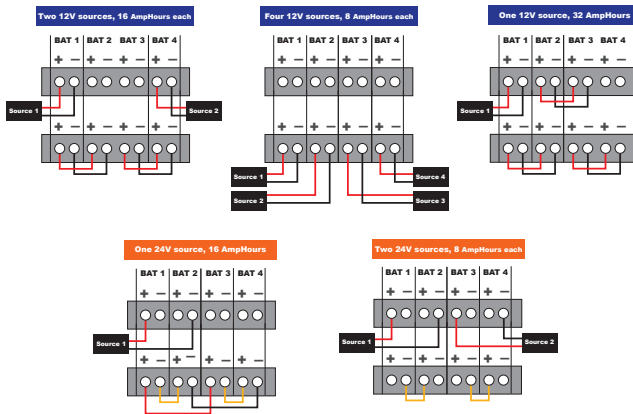 Two 12V sources, 16 AmpHours each
BAT 1 BAT 2 BAT 3 BAT 4
+ − + − + − + −
Source 1
Source 2
+ − + − + − + −
Four 12V sources, 8 AmpHours each
BAT 1 BAT 2 BAT 3 BAT 4
+ − + − + − + −
+ − + − + − + −
Source 1
Source 4
Source 2
Source 3
One 12V source, 32 AmpHours
BAT 1 BAT 2 BAT 3 BAT 4
+ − + − + − + −
Source 1
+ − + − + − + −
One 24V source, 16 AmpHours
BAT 1 BAT 2 BAT 3 BAT 4
+ − + − + − + −
Source 1
+ − + − + − + −
Two 24V sources, 8 AmpHours each
BAT 1 BAT 2 BAT 3 BAT 4
+ − + − + − + −
Source 1
Source 2
+ − + − + − + −